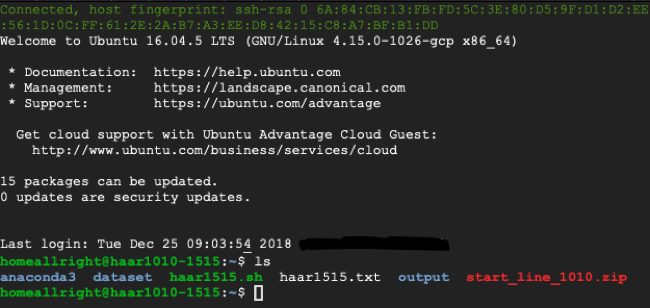 Connected, host fingerprint: ssh-rsa 0 6A:84:CB:13:FB:FD:5C:3E:80:D5:9F:D1:D2:EE
:56:1D:0C:FF:61:2E:2A:B7:A3:EE:D8:42:15:C8:A7:BF:B1:DD
Welcome to Ubuntu 16.04.5 LTS (GNU/Linux 4.15.0-1026-gcp x86_64)
* Documentation: https://help.ubuntu.com
* Management: https://landscape.canonical.com
* Support: https://ubuntu.com/advantage
Get cloud support with Ubuntu Advantage Cloud Guest:
http://www.ubuntu.com/business/services/cloud
15 packages can be updated.
0 updates are security updates.
Last login: Tue Dec 25 09:03:54 2018
homeallright@haar1010-1515:~$ ls
anaconda3 dataset haar1515.sh haar1515.txt output start_line_1010.zip
homeallright@haar1010-1515:~$